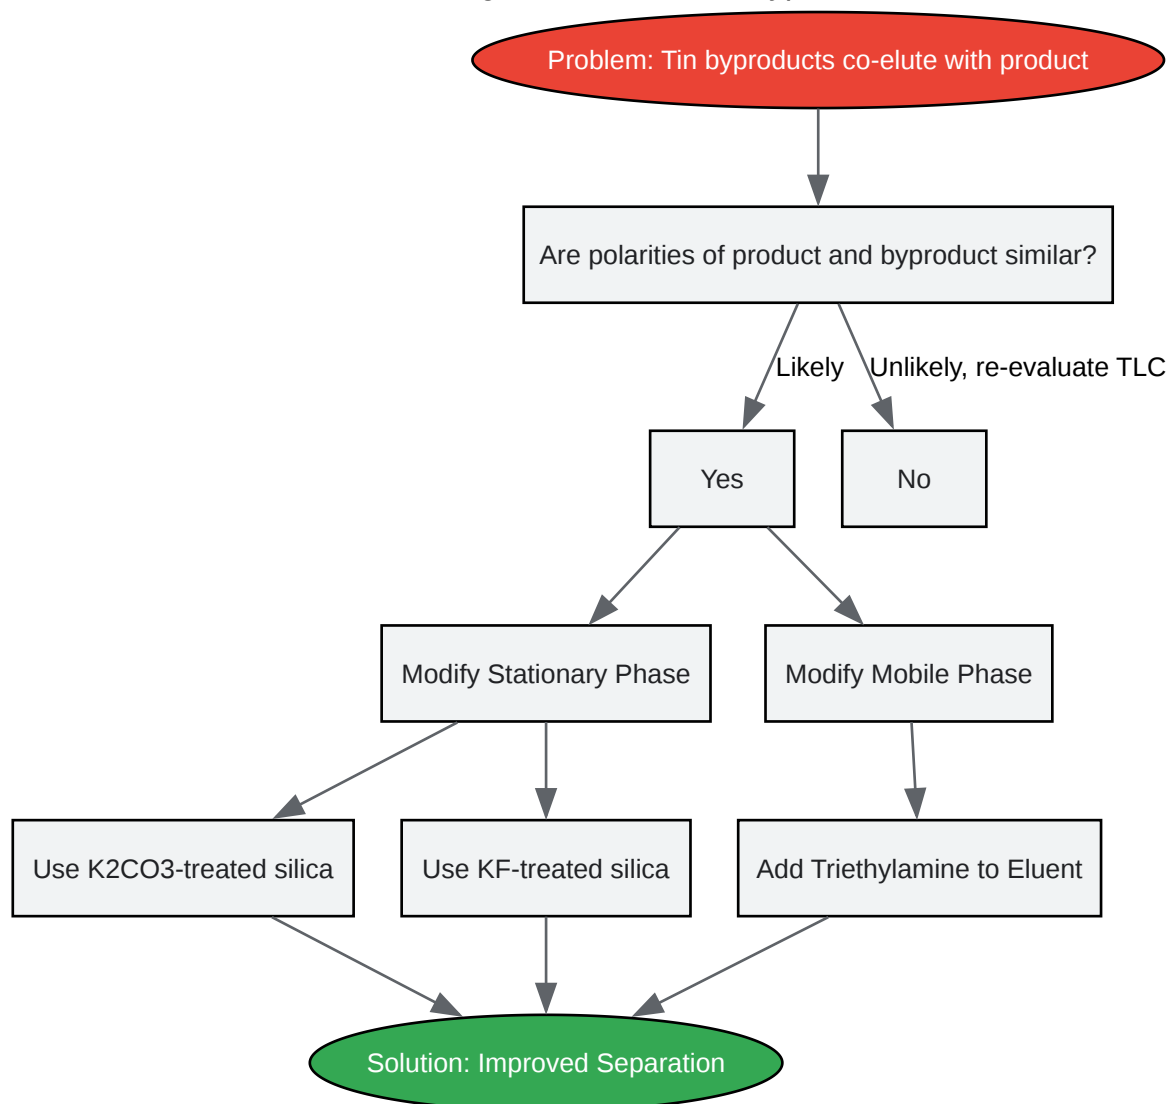 Problem: Tin byproducts co-elute with product
Are polarities of product and byproduct similar?
Likely
Unlikely, re-evaluate TLC
Yes
No
Modify Stationary Phase
Modify Mobile Phase
Use K2CO3-treated silica
Use KF-treated silica
Add Triethylamine to Eluent
Solution: Improved Separation